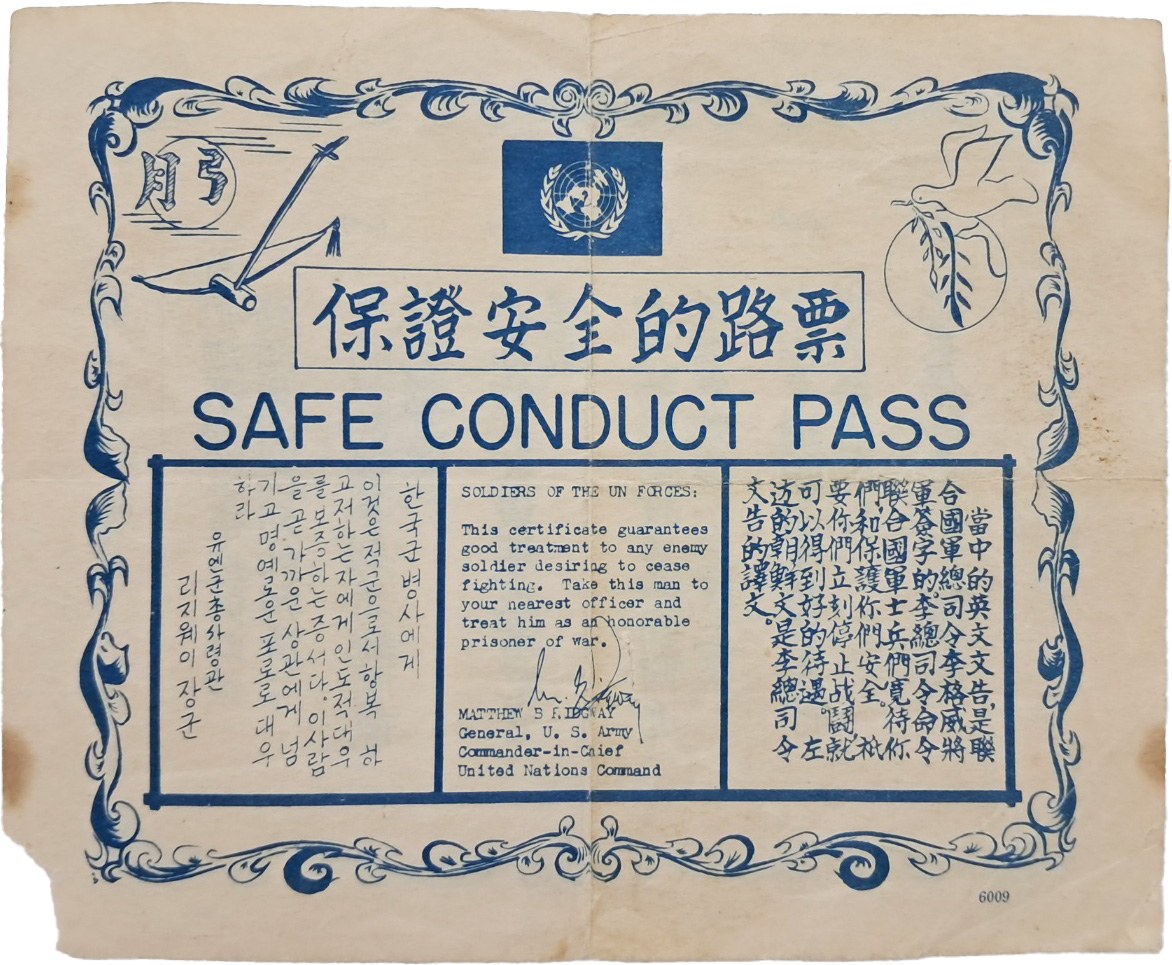 月弓
保證安全的路票
SAFE CONDUCT PASS
한국군 병사에게
이것은 적군으로서 항복 하
고저하는 자에게 인도적 대우
를 보증하는 증서다. 이 사람
을 곧 가까운 상관에게 넘
기고 명예로운 포로로 대우
하라
유엔군총사령관
리지웨이 장군
SOLDIERS OF THE UN FORCES:
This certificate guarantees
good treatment to any enemy
soldier desiring to cease
fighting. Take this man to
your nearest officer and
treat him as an honorable
prisoner of war.
MATTHEW B RIDGWAY
General, U. S. Army
Commander-in-Chief
United Nations Command
當中的英文文告,是聯
合國軍總司令李格威將
軍簽字的.李總司令命令
聯合國軍士兵們寬待你
們和保護你們安全。祗
要你們立刻停止战鬪,就
可以得到好的待遇。左
边的朝鮮文是李總司令
文告的譯文。
6009